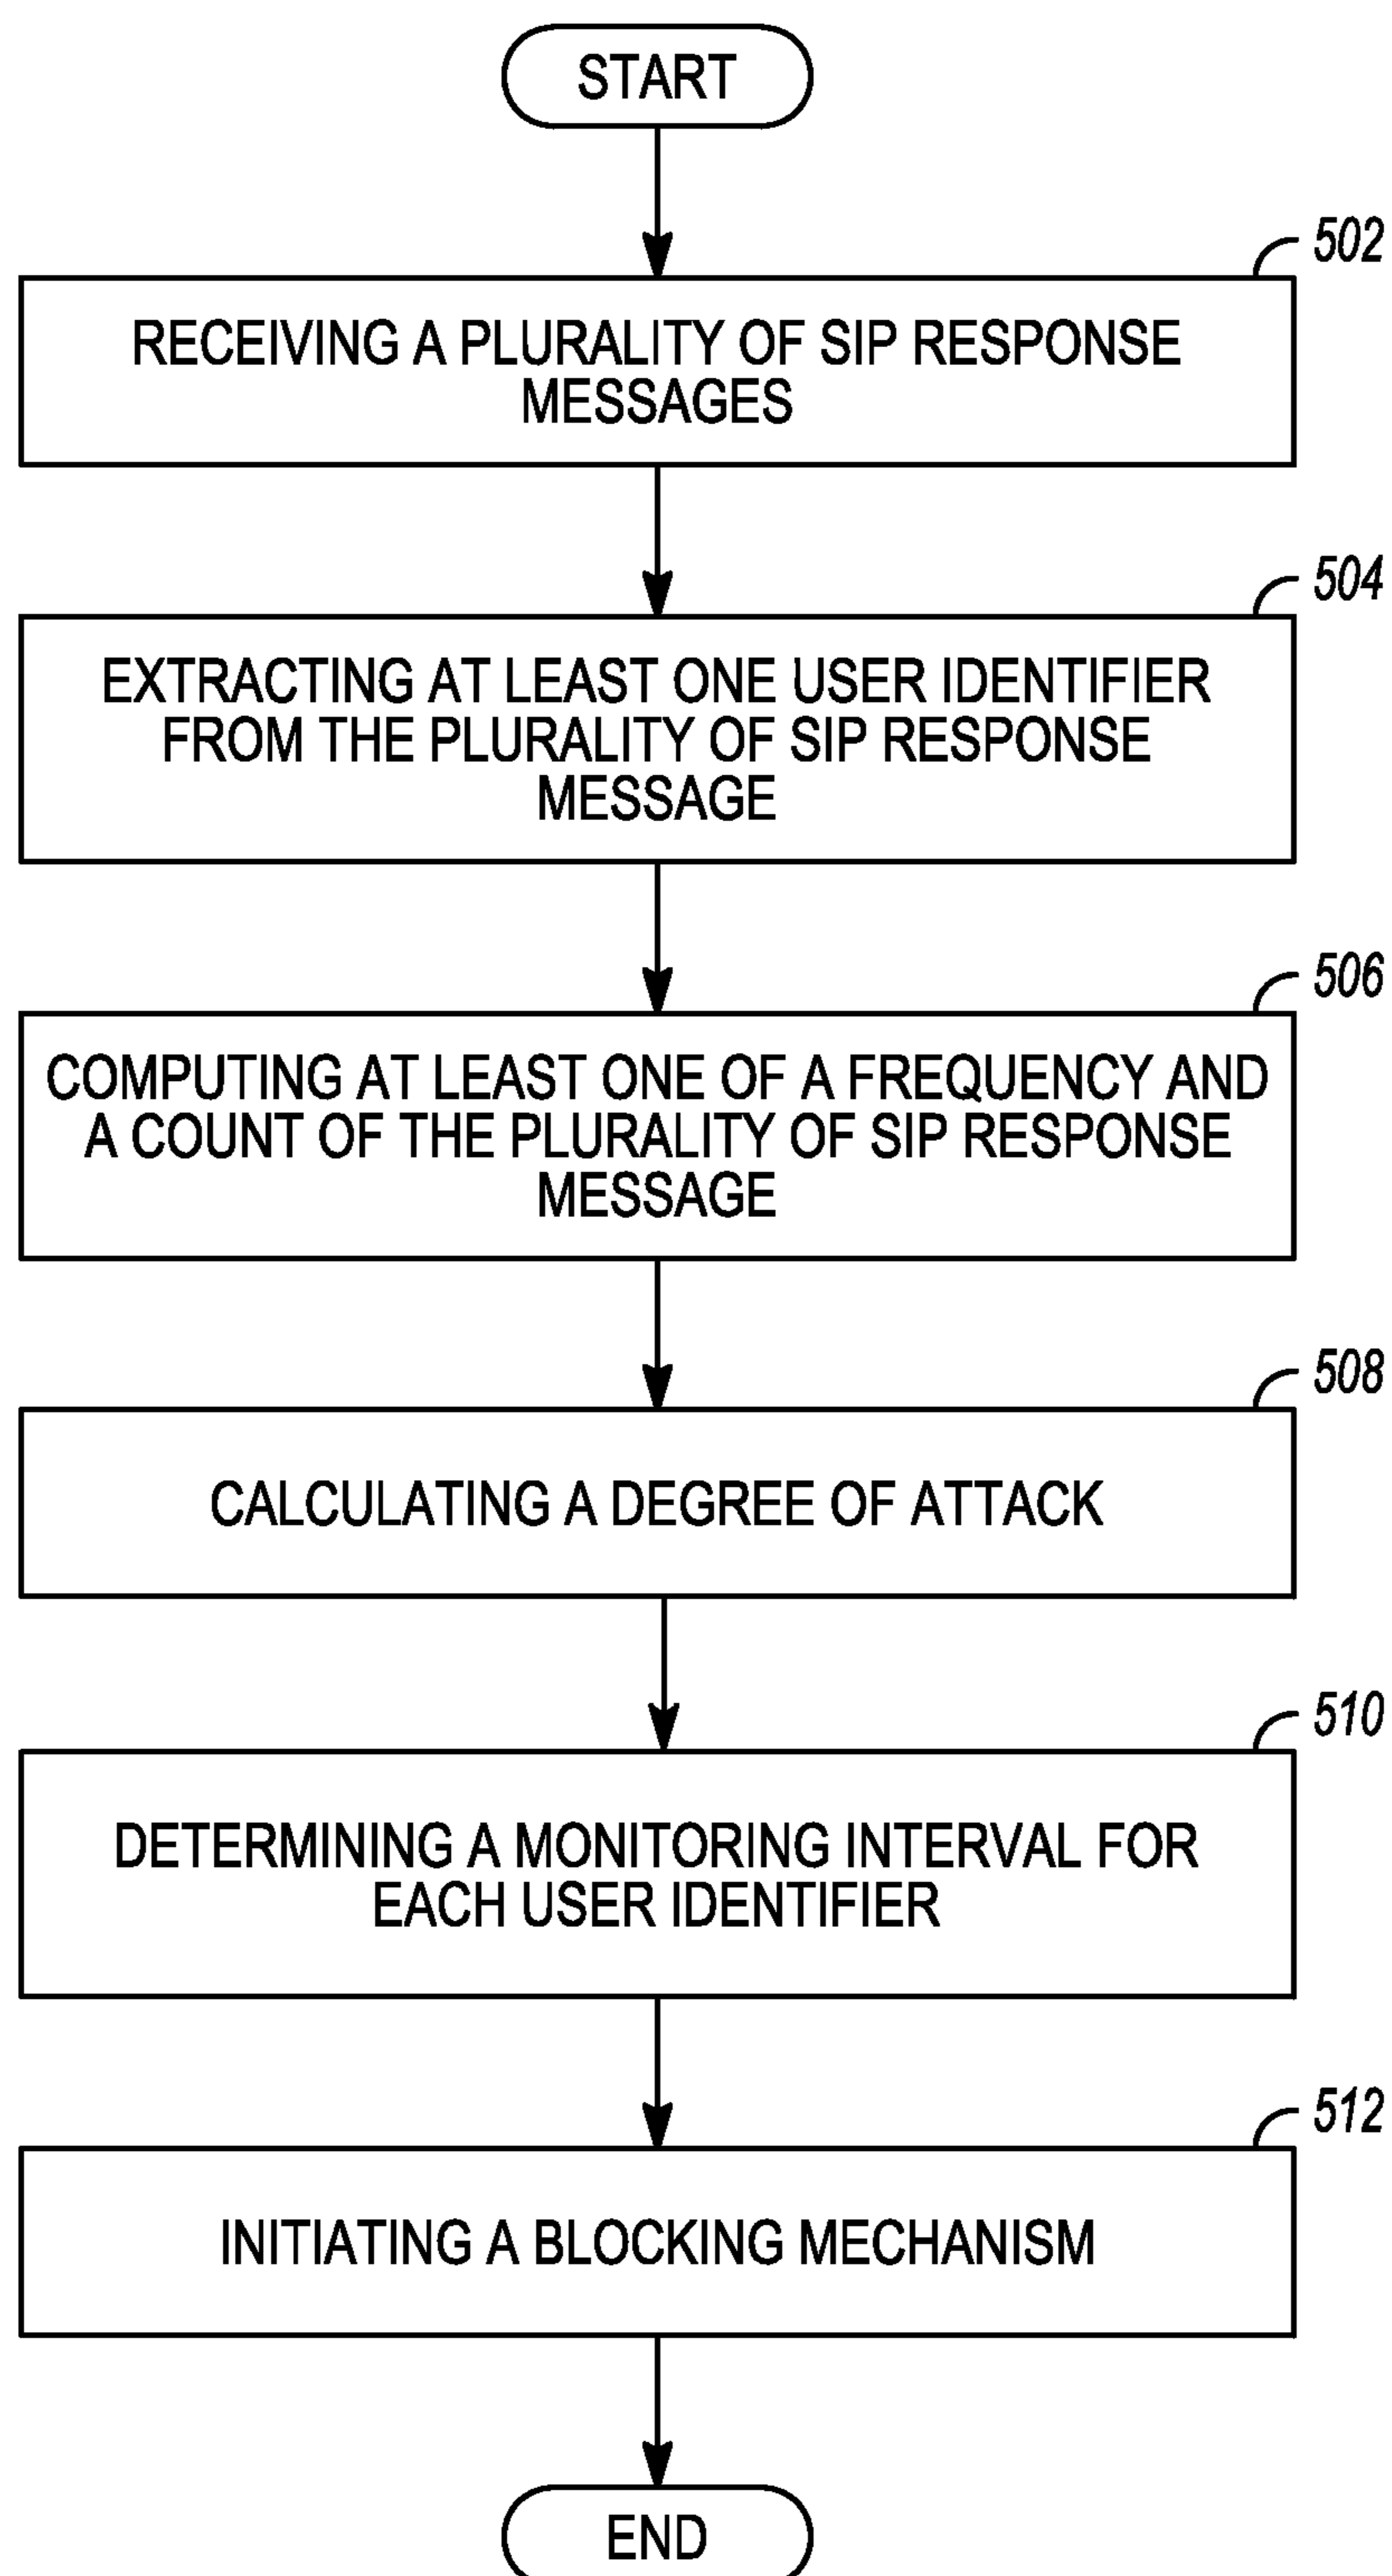 START
502
RECEIVING A PLURALITY OF SIP RESPONSE
MESSAGES
504
EXTRACTING AT LEAST ONE USER IDENTIFIER
FROM THE PLURALITY OF SIP RESPONSE
MESSAGE
506
COMPUTING AT LEAST ONE OF A FREQUENCY AND
A COUNT OF THE PLURALITY OF SIP RESPONSE
MESSAGE
508
CALCULATING A DEGREE OF ATTACK
510
DETERMINING A MONITORING INTERVAL FOR
EACH USER IDENTIFIER
512
INITIATING A BLOCKING MECHANISM
END